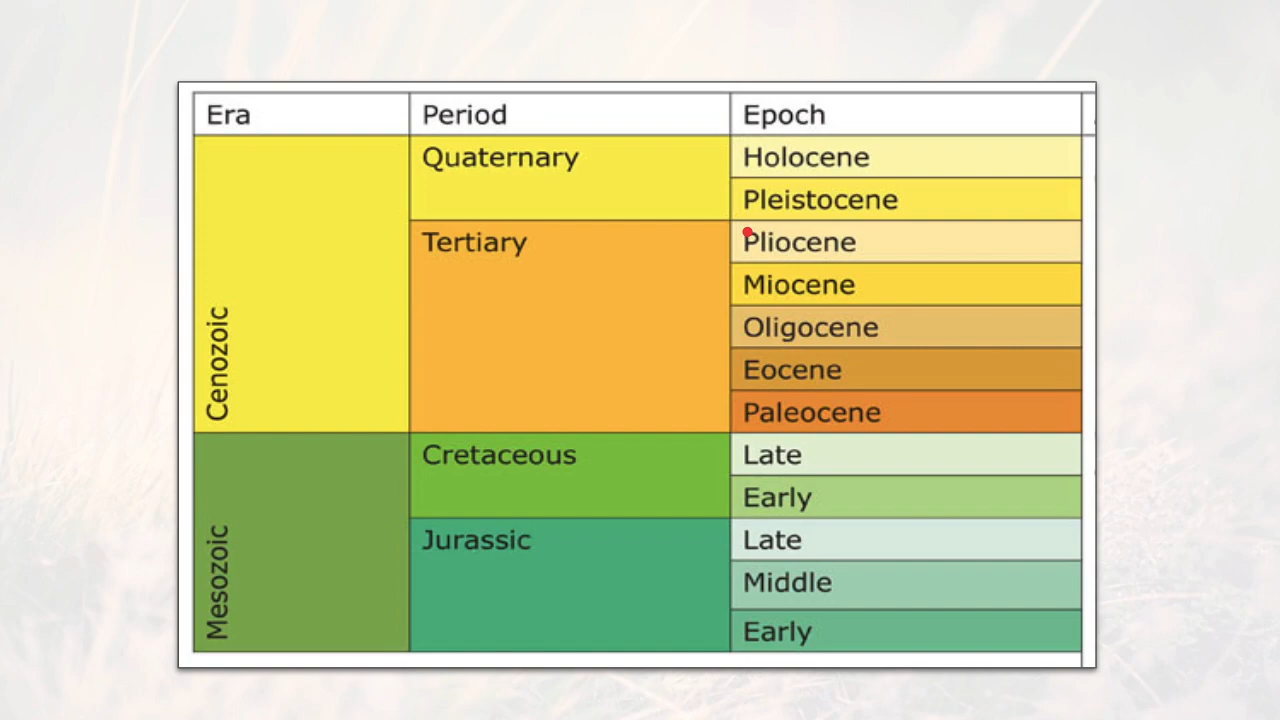 Era Period Epoch
Cenozoic Quaternary Holocene
Pleistocene
Tertiary Pliocene
Miocene
Oligocene
Eocene
Paleocene
Mesozoic Cretaceous Late
Early
Jurassic Late
Middle
Early